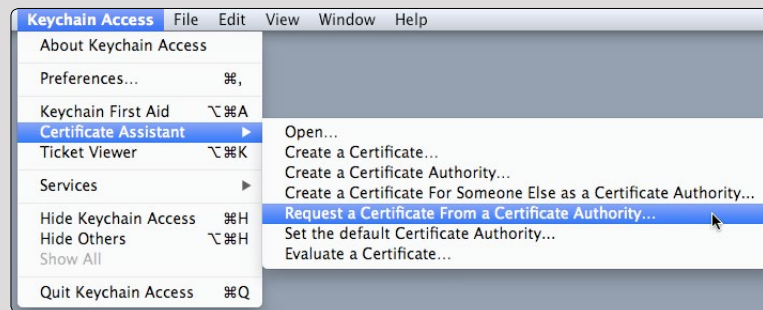 Keychain Access File Edit View Window Help
About Keychain Access
Preferences... ⌘,
Keychain First Aid ⌥⌘A
Certificate Assistant ▶
Ticket Viewer ⌥⌘K
Services ▶
Hide Keychain Access ⌘H
Hide Others ⌥⌘H
Show All
Quit Keychain Access ⌘Q
Open...
Create a Certificate...
Create a Certificate Authority...
Create a Certificate For Someone Else as a Certificate Authority...
Request a Certificate From a Certificate Authority...
Set the default Certificate Authority...
Evaluate a Certificate...